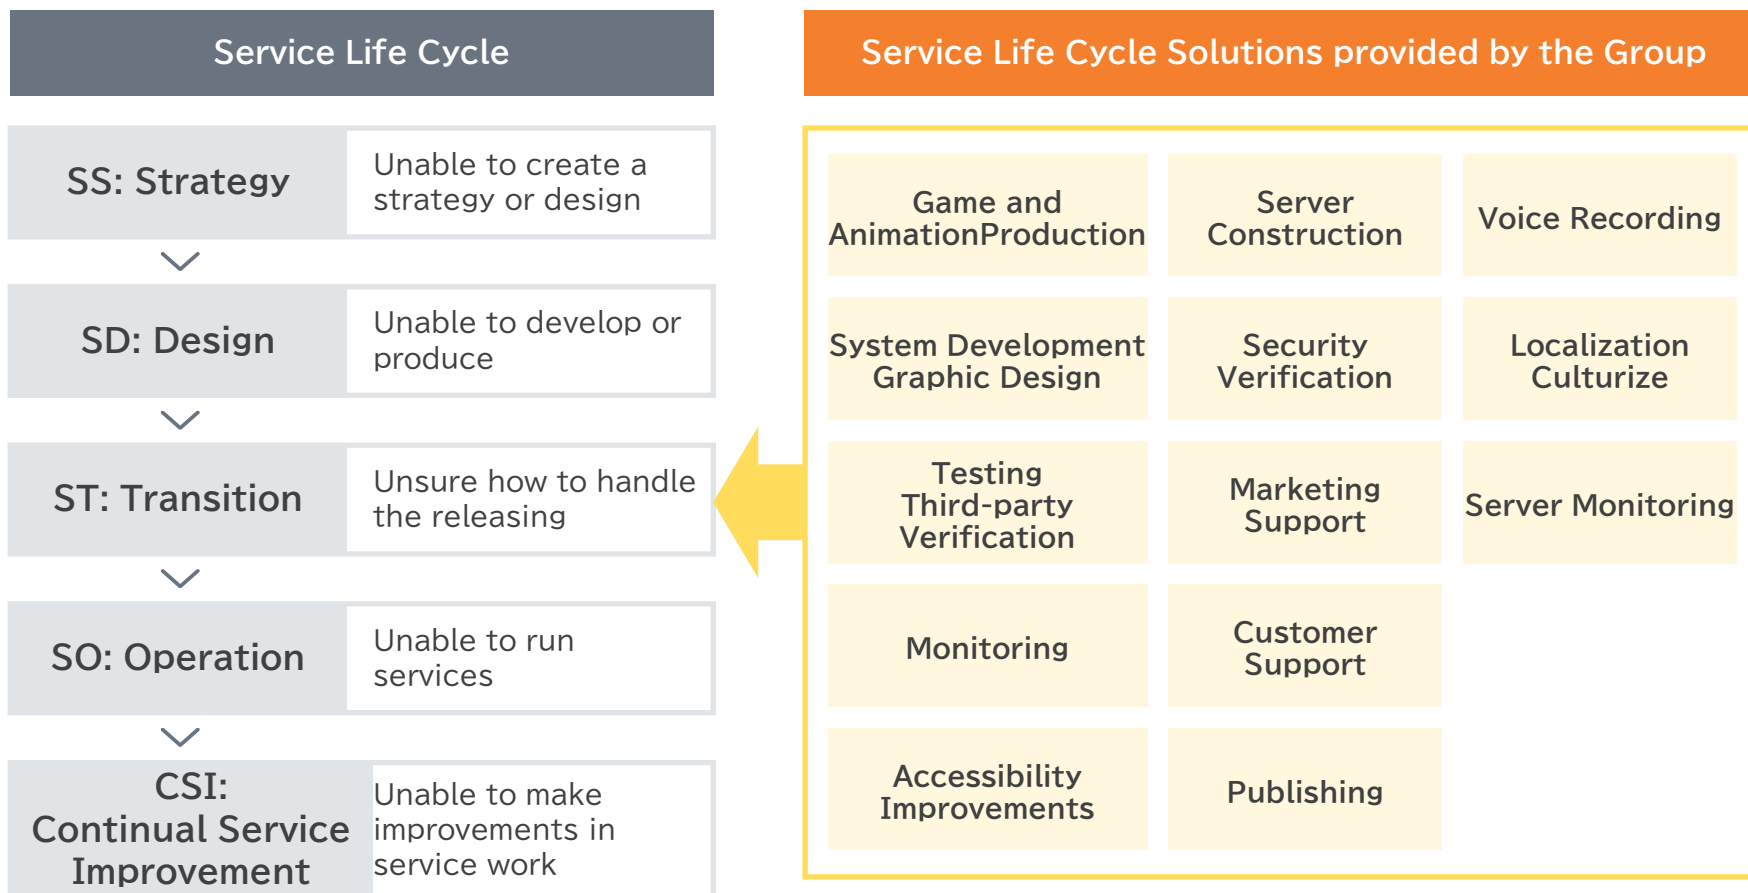 Service Life Cycle
SS: Strategy
Unable to create a
strategy or design
SD: Design
Unable to develop or
produce
ST: Transition
Unsure how to handle
the releasing
SO: Operation
Unable to run
services
CSI:
Continual Service
Improvement
Unable to make
improvements in
service work
Service Life Cycle Solutions provided by the Group
Game and
AnimationProduction
Server
Construction
Voice Recording
System Development
Graphic Design
Security
Verification
Localization
Culturize
Testing
Third-party
Verification
Marketing
Support
Server Monitoring
Monitoring
Customer
Support
Accessibility
Improvements
Publishing